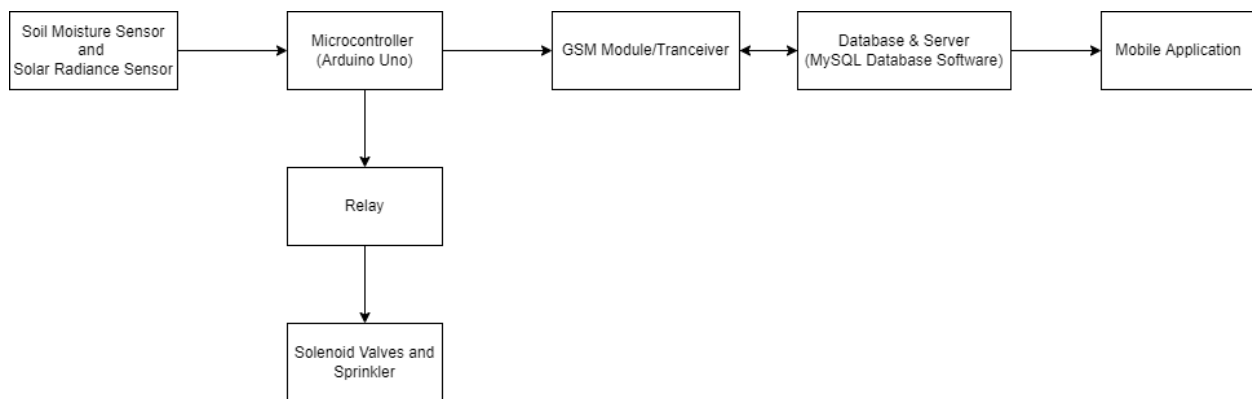 Soil Moisture Sensor
and
Solar Radiance Sensor
Microcontroller
(Arduino Uno)
GSM Module/Tranceiver
Database & Server
(MySQL Database Software)
Mobile Application
Relay
Solenoid Valves and
Sprinkler